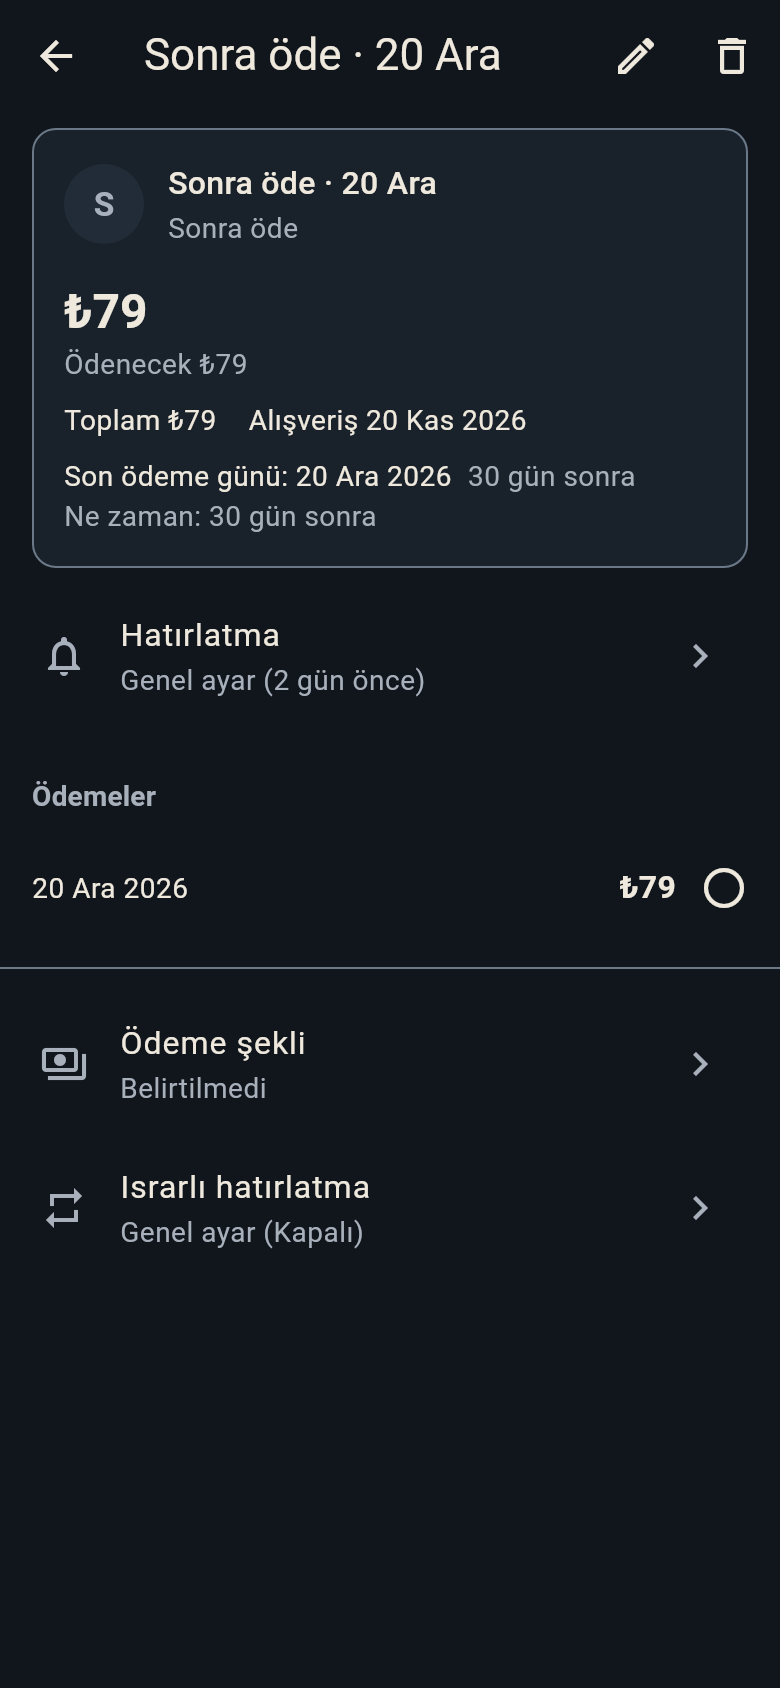 Sonra öde · 20 Ara
S
Sonra öde · 20 Ara
Sonra öde
₺79
Ödenecek ₺79
Toplam ₺79 Alışveriş 20 Kas 2026
Son ödeme günü: 20 Ara 2026 30 gün sonra
Ne zaman: 30 gün sonra
Hatırlatma
Genel ayar (2 gün önce)
Ödemeler
20 Ara 2026 ₺79
Ödeme şekli
Belirtilmedi
Israrlı hatırlatma
Genel ayar (Kapalı)